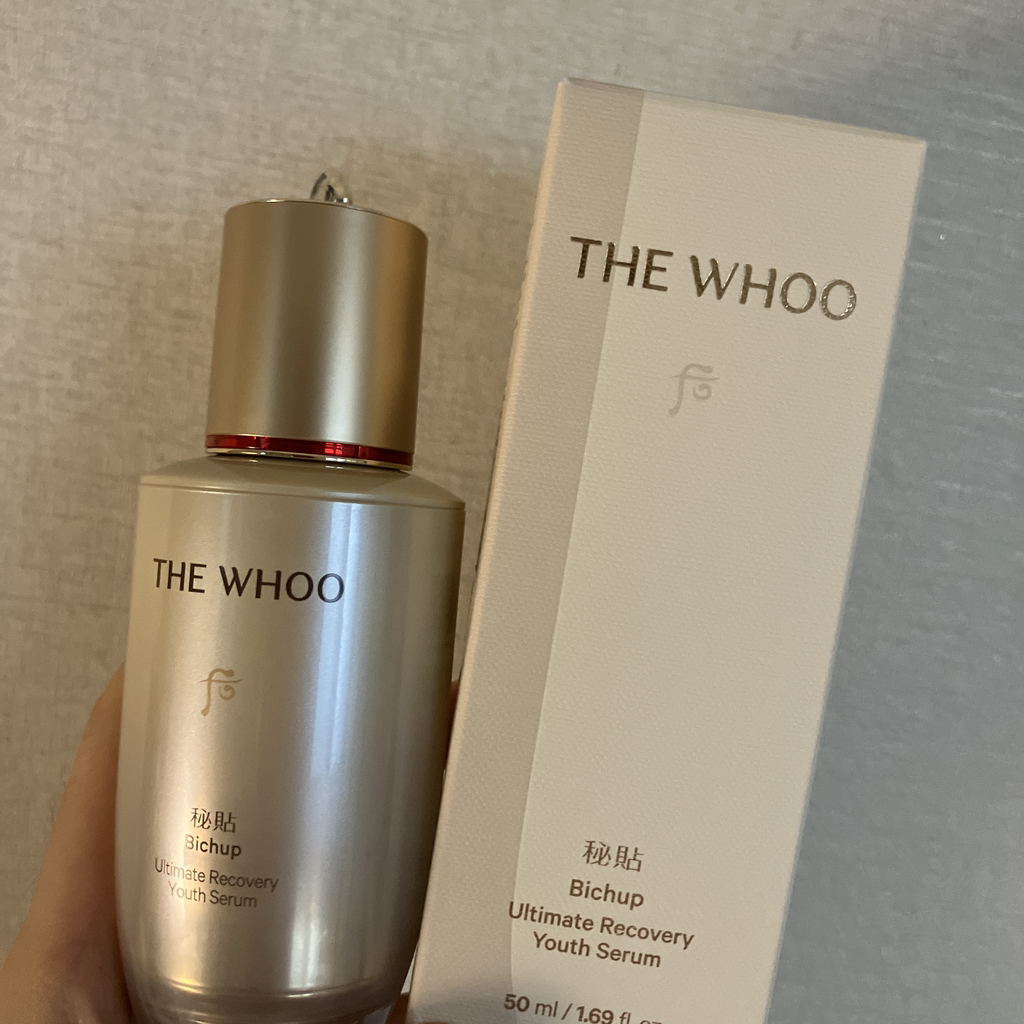 THE WHOO
秘貼
Bichup
Ultimate Recovery
Youth Serum
THE WHOO
秘貼
Bichup
Ultimate Recovery
Youth Serum
50 ml / 1.69 fl. oz